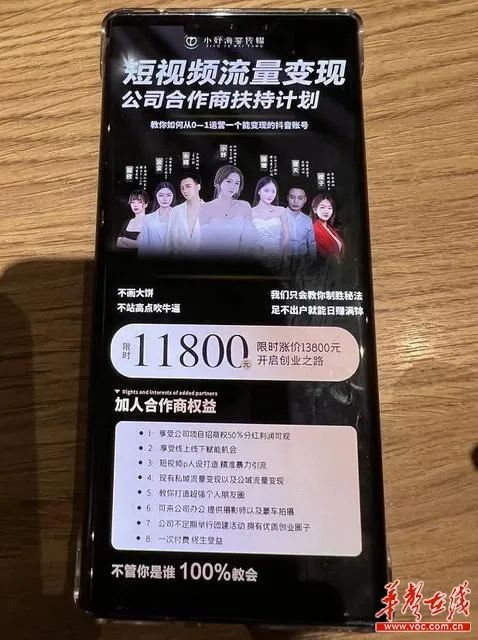 小妤海棠传媒
短视频流量变现
公司合作商扶持计划
教你如何从0—1运营一个能变现的抖音账号
小妤
不画大饼
不站高点吹牛逼
我们只会教你制胜秘法
足不出户就能日赚满钵
限时
11800元
限时涨价13800元
开启创业之路
Rights and Interests of added partners
加人合作商权益
1: 享受公司项目招商权50%分红利润可观
2: 享受线上线下赋能机会
3: 短视频ip人设打造 精准暴力引流
4: 现有私域流量变现以及公域流量变现
5: 教你打造超强个人朋友圈
6: 可来公司办公 提供摄影师以及豪车拍摄
7: 公司不定期举行团建活动 拥有优质创业圈子
8: 一次付费 终生受益
不管你是谁 100%教会
华声在线
www.voc.com.cn